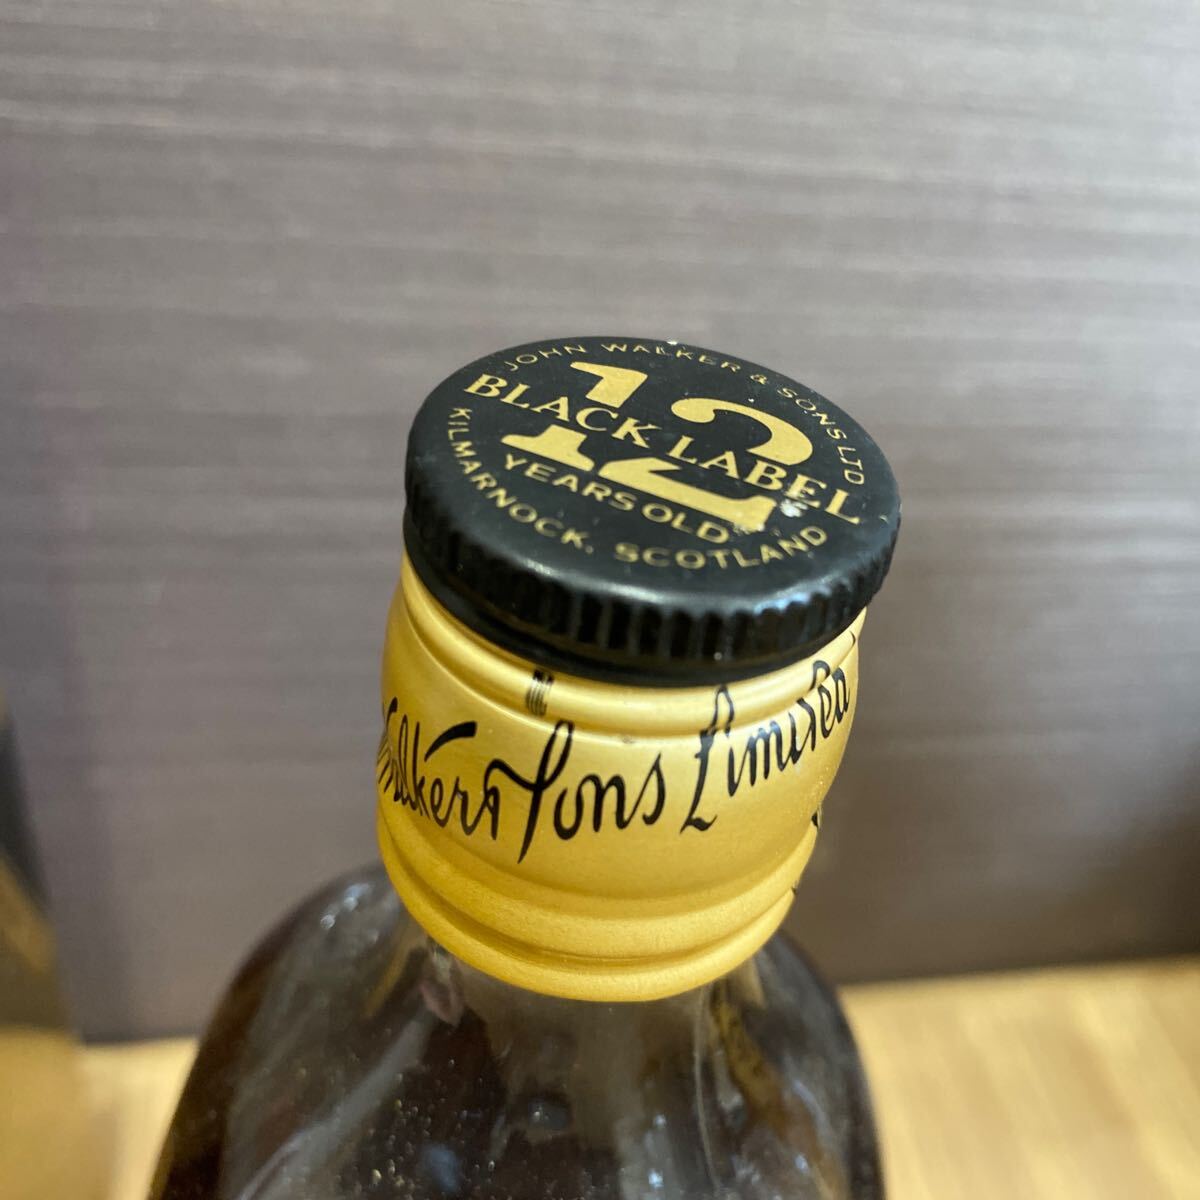 JOHN WALKER & SONS LTD
12
BLACK LABEL
YEARS OLD
KILMARNOCK, SCOTLAND
Walker & Sons Limited